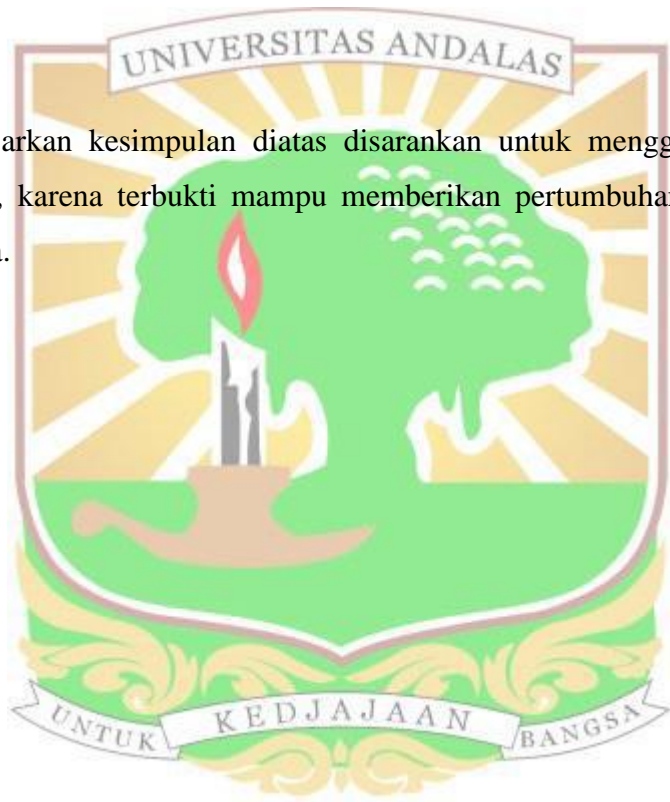 UNIVERSITAS ANDALAS
arkan kesimpulan diatas disarankan untuk mengg
, karena terbukti mampu memberikan pertumbuhan
.
UNTUK KEDJAJAAN BANGSA